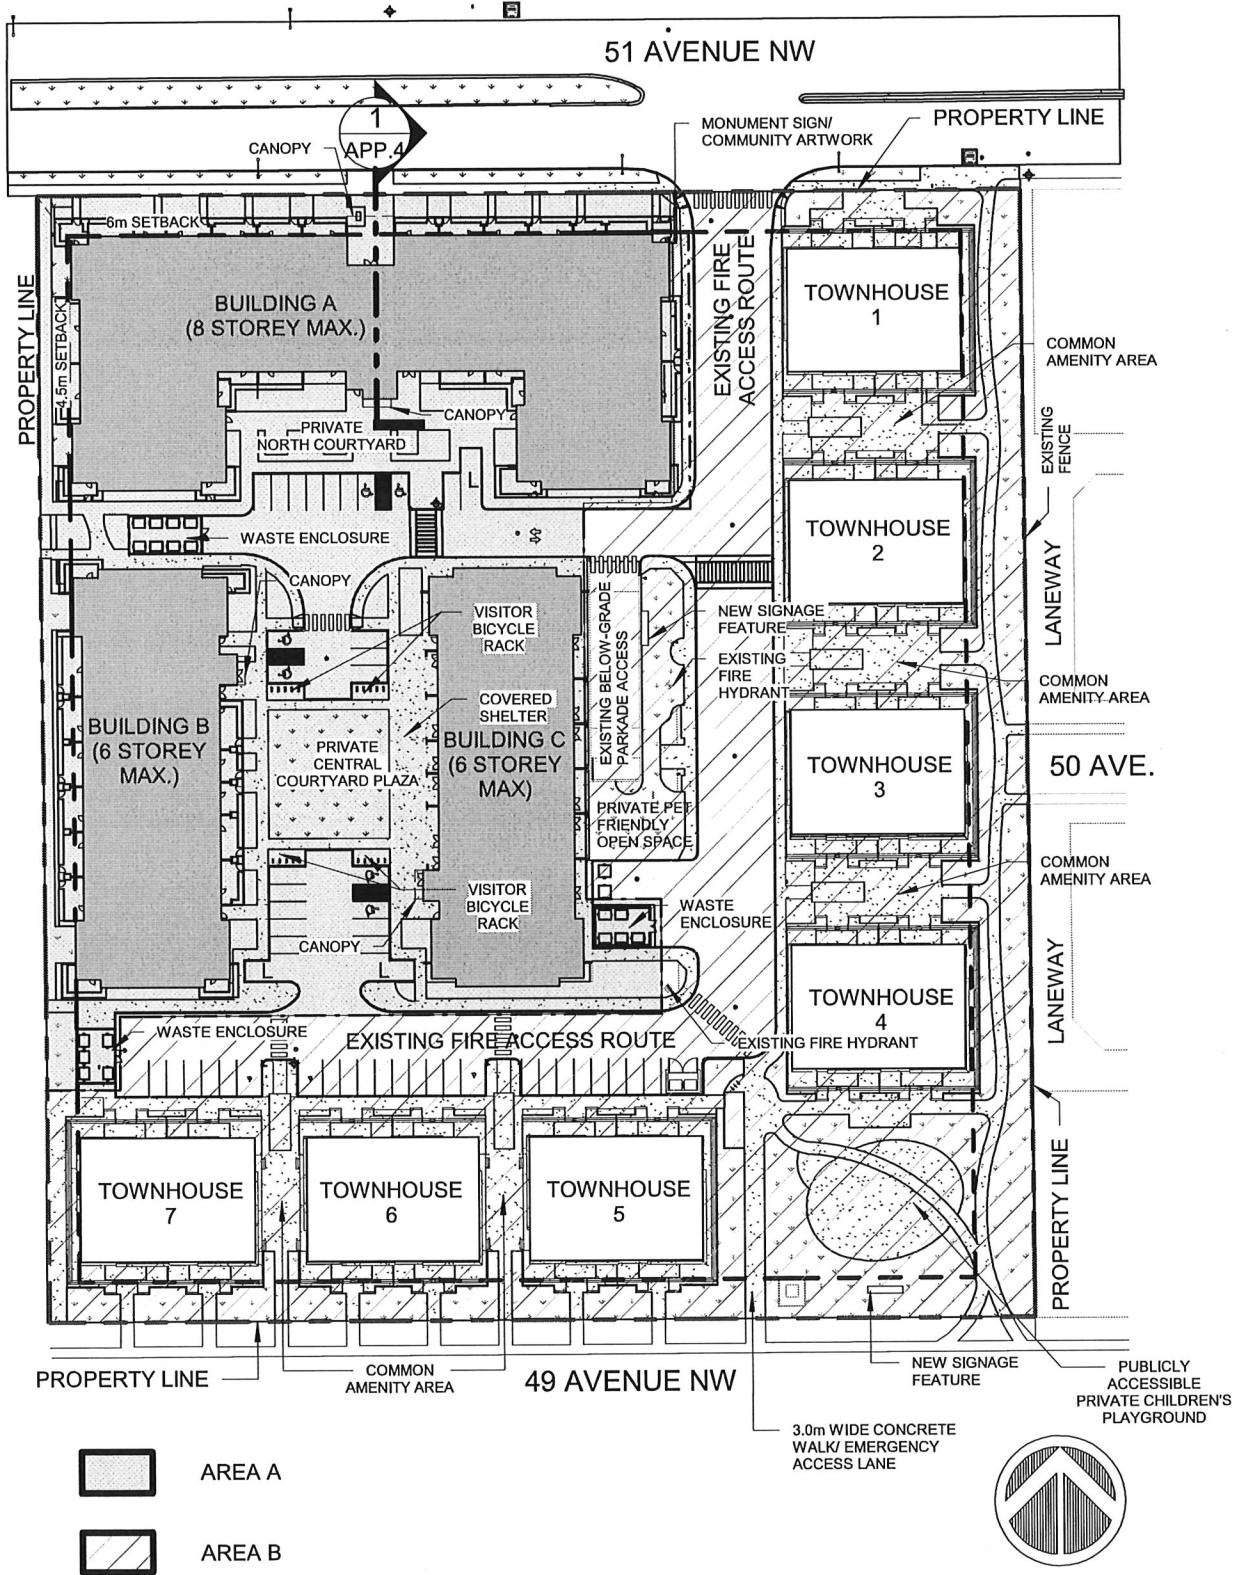 51 AVENUE NW
1
APP.4
CANOPY
MONUMENT SIGN/
COMMUNITY ARTWORK
PROPERTY LINE
6m SETBACK
PROPERTY LINE
4.5m SETBACK
BUILDING A
(8 STOREY MAX.)
EXISTING FIRE
ACCESS ROUTE
TOWNHOUSE
1
COMMON
AMENITY AREA
CANOPY
PRIVATE
NORTH COURTYARD
EXISTING
FENCE
WASTE ENCLOSURE
TOWNHOUSE
2
LANEWAY
CANOPY
VISITOR
BICYCLE
RACK
EXISTING BELOW-GRADE
PARKADE ACCESS
NEW SIGNAGE
FEATURE
EXISTING
FIRE
HYDRANT
COMMON
AMENITY AREA
COVERED
SHELTER
BUILDING B
(6 STOREY
MAX.)
PRIVATE
CENTRAL
COURTYARD PLAZA
BUILDING C
(6 STOREY
MAX)
TOWNHOUSE
3
50 AVE.
PRIVATE PET
FRIENDLY
OPEN SPACE
COMMON
AMENITY AREA
VISITOR
BICYCLE
RACK
WASTE
ENCLOSURE
CANOPY
TOWNHOUSE
4
LANEWAY
WASTE ENCLOSURE
EXISTING FIRE ACCESS ROUTE
EXISTING FIRE HYDRANT
TOWNHOUSE
7
TOWNHOUSE
6
TOWNHOUSE
5
PROPERTY LINE
PROPERTY LINE
COMMON
AMENITY AREA
49 AVENUE NW
NEW SIGNAGE
FEATURE
PUBLICLY
ACCESSIBLE
PRIVATE CHILDREN'S
PLAYGROUND
3.0m WIDE CONCRETE
WALK/ EMERGENCY
ACCESS LANE
AREA A
AREA B